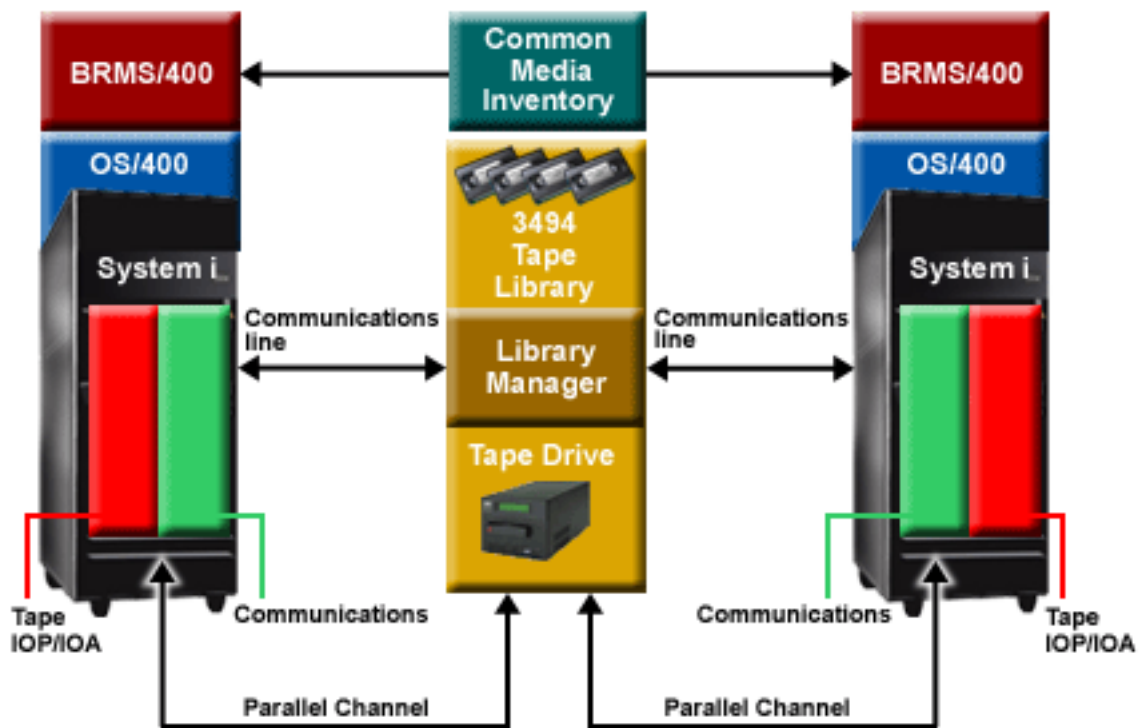 BRMS/400
Common
Media
Inventory
BRMS/400
OS/400
OS/400
3494
Tape
Library
System i
System i
Communications
line
Communications
line
Library
Manager
Tape Drive
Tape
IOP/IOA
Communications
Communications
Tape
IOP/IOA
Parallel Channel
Parallel Channel